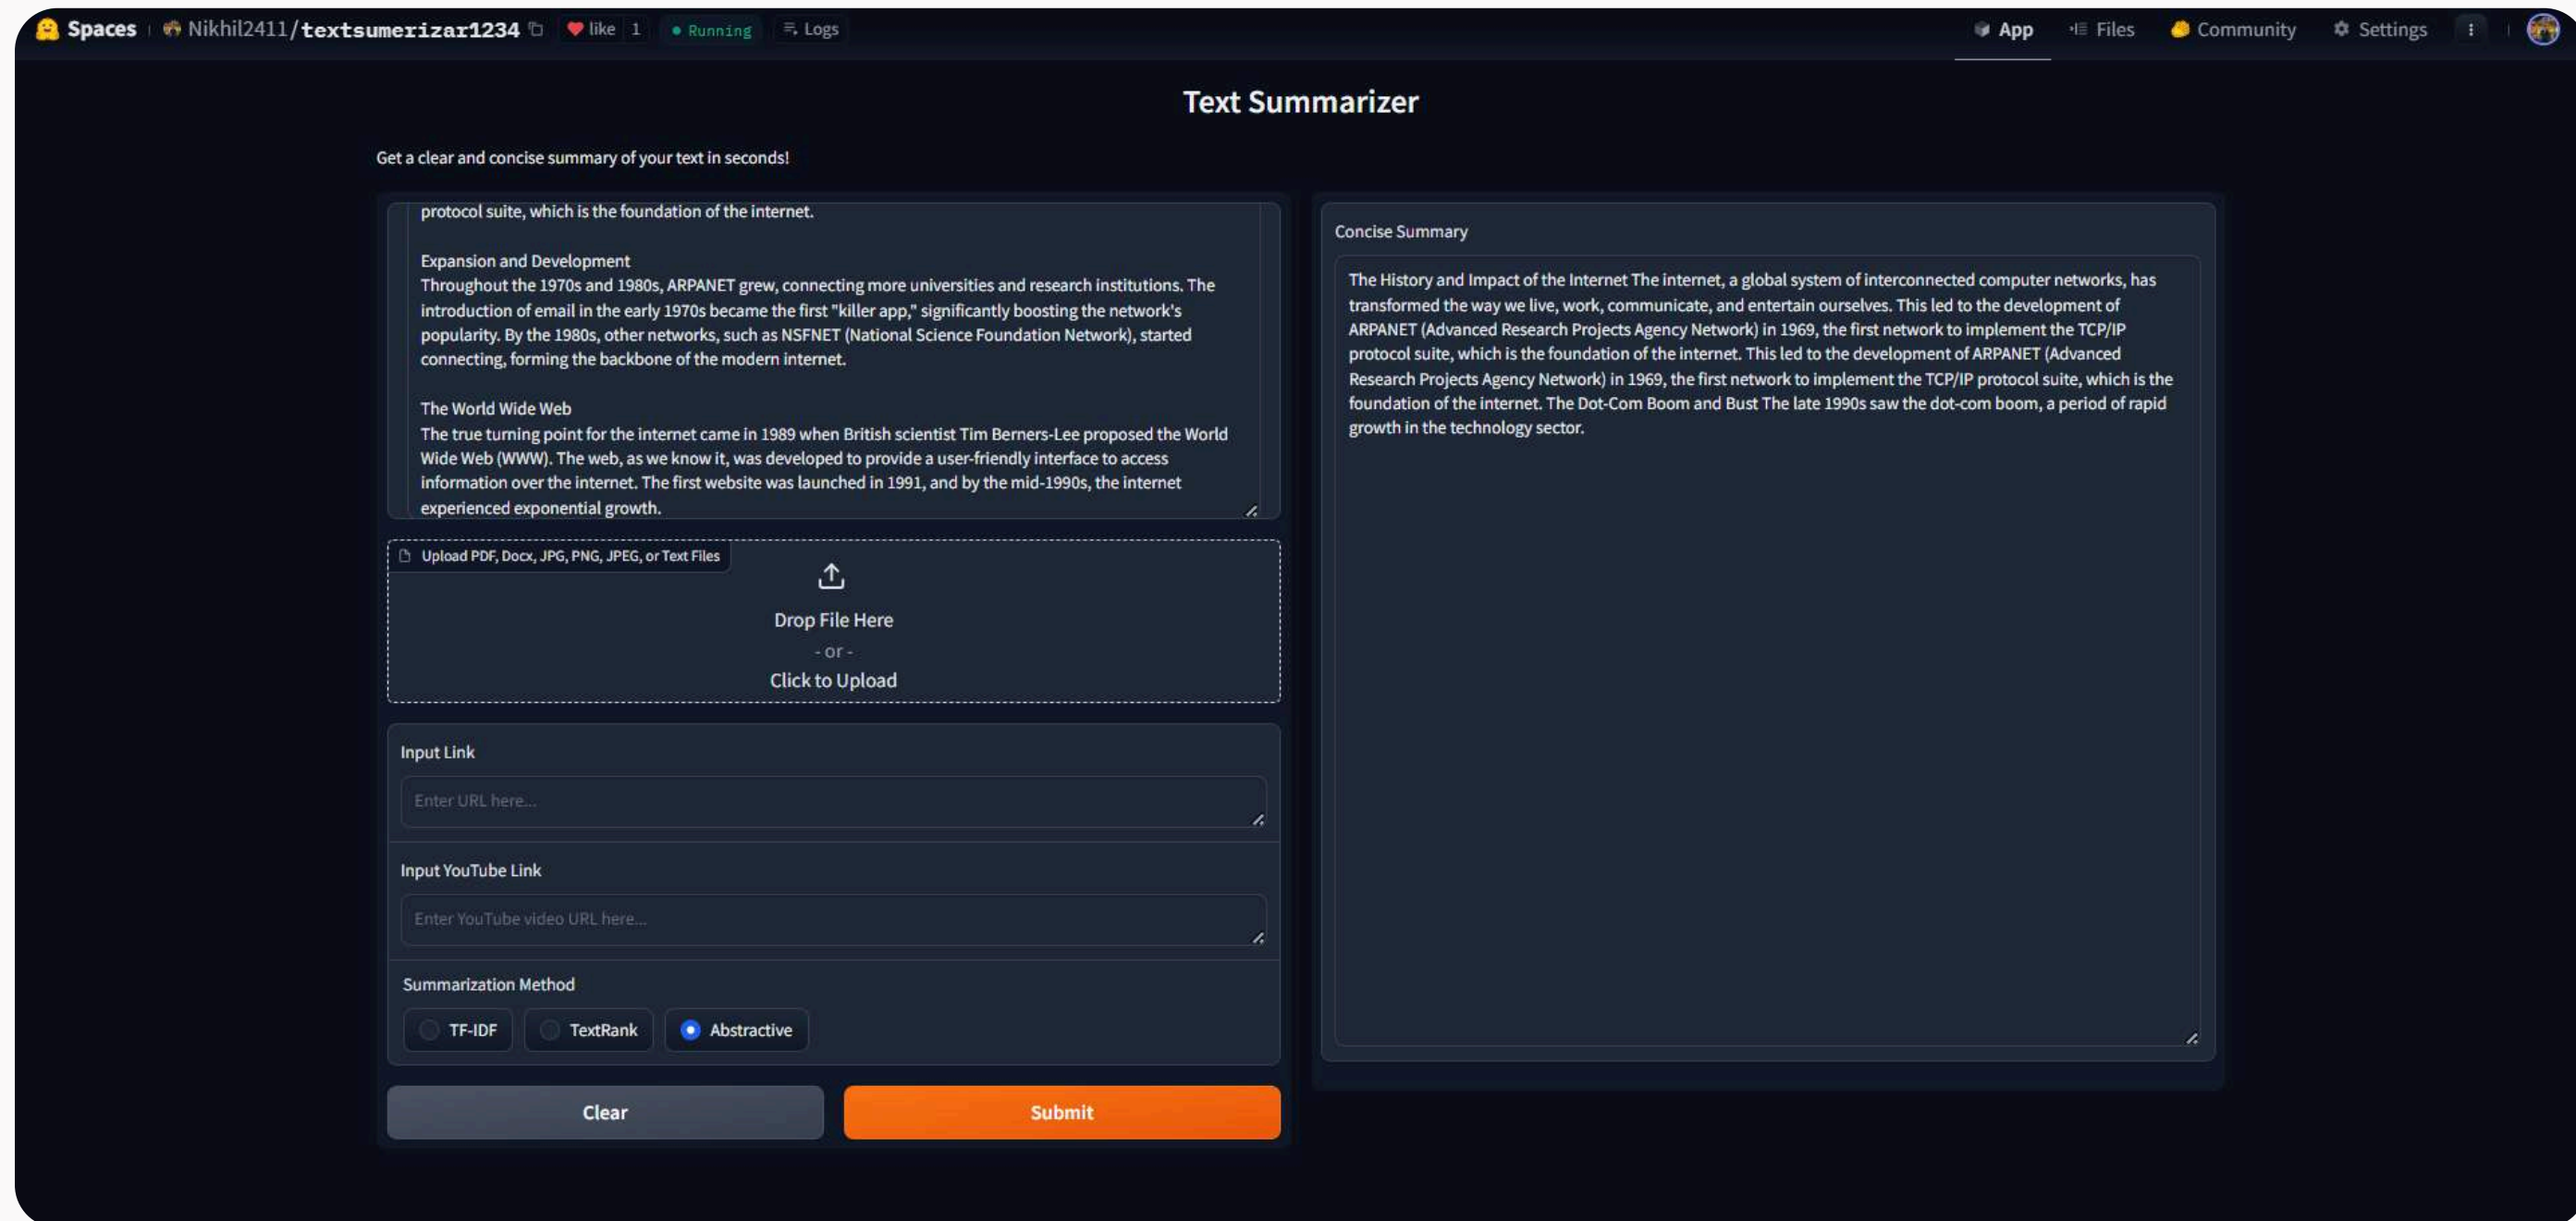 Spaces Nikhil2411/textsumerizar1234 like 1 Running Logs App Files Community Settings
Text Summarizer
Get a clear and concise summary of your text in seconds!
protocol suite, which is the foundation of the internet.
Expansion and Development
Throughout the 1970s and 1980s, ARPANET grew, connecting more universities and research institutions. The
introduction of email in the early 1970s became the first "killer app," significantly boosting the network's
popularity. By the 1980s, other networks, such as NSFNET (National Science Foundation Network), started
connecting, forming the backbone of the modern internet.
The World Wide Web
The true turning point for the internet came in 1989 when British scientist Tim Berners-Lee proposed the World
Wide Web (WWW). The web, as we know it, was developed to provide a user-friendly interface to access
information over the internet. The first website was launched in 1991, and by the mid-1990s, the internet
experienced exponential growth.
Upload PDF, Docx, JPG, PNG, JPEG, or Text Files
Drop File Here
- or -
Click to Upload
Input Link
Enter URL here...
Input YouTube Link
Enter YouTube video URL here...
Summarization Method
TF-IDF TextRank Abstractive
Clear Submit
Concise Summary
The History and Impact of the Internet The internet, a global system of interconnected computer networks, has
transformed the way we live, work, communicate, and entertain ourselves. This led to the development of
ARPANET (Advanced Research Projects Agency Network) in 1969, the first network to implement the TCP/IP
protocol suite, which is the foundation of the internet. This led to the development of ARPANET (Advanced
Research Projects Agency Network) in 1969, the first network to implement the TCP/IP protocol suite, which is the
foundation of the internet. The Dot-Com Boom and Bust The late 1990s saw the dot-com boom, a period of rapid
growth in the technology sector.